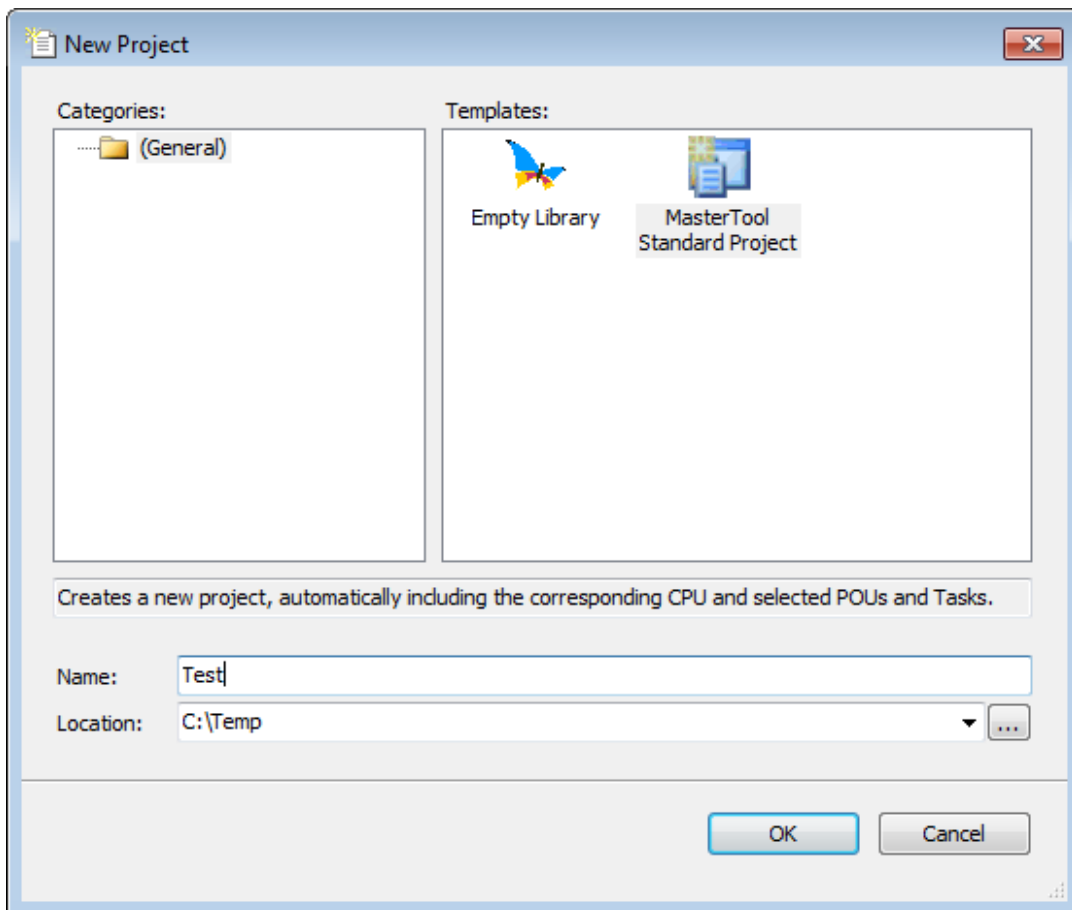 New Project
Categories:
Templates:
(General)
Empty Library
MasterTool
Standard Project
Creates a new project, automatically including the corresponding CPU and selected POUs and Tasks.
Name:
Test
Location:
C:\Temp
...
OK
Cancel